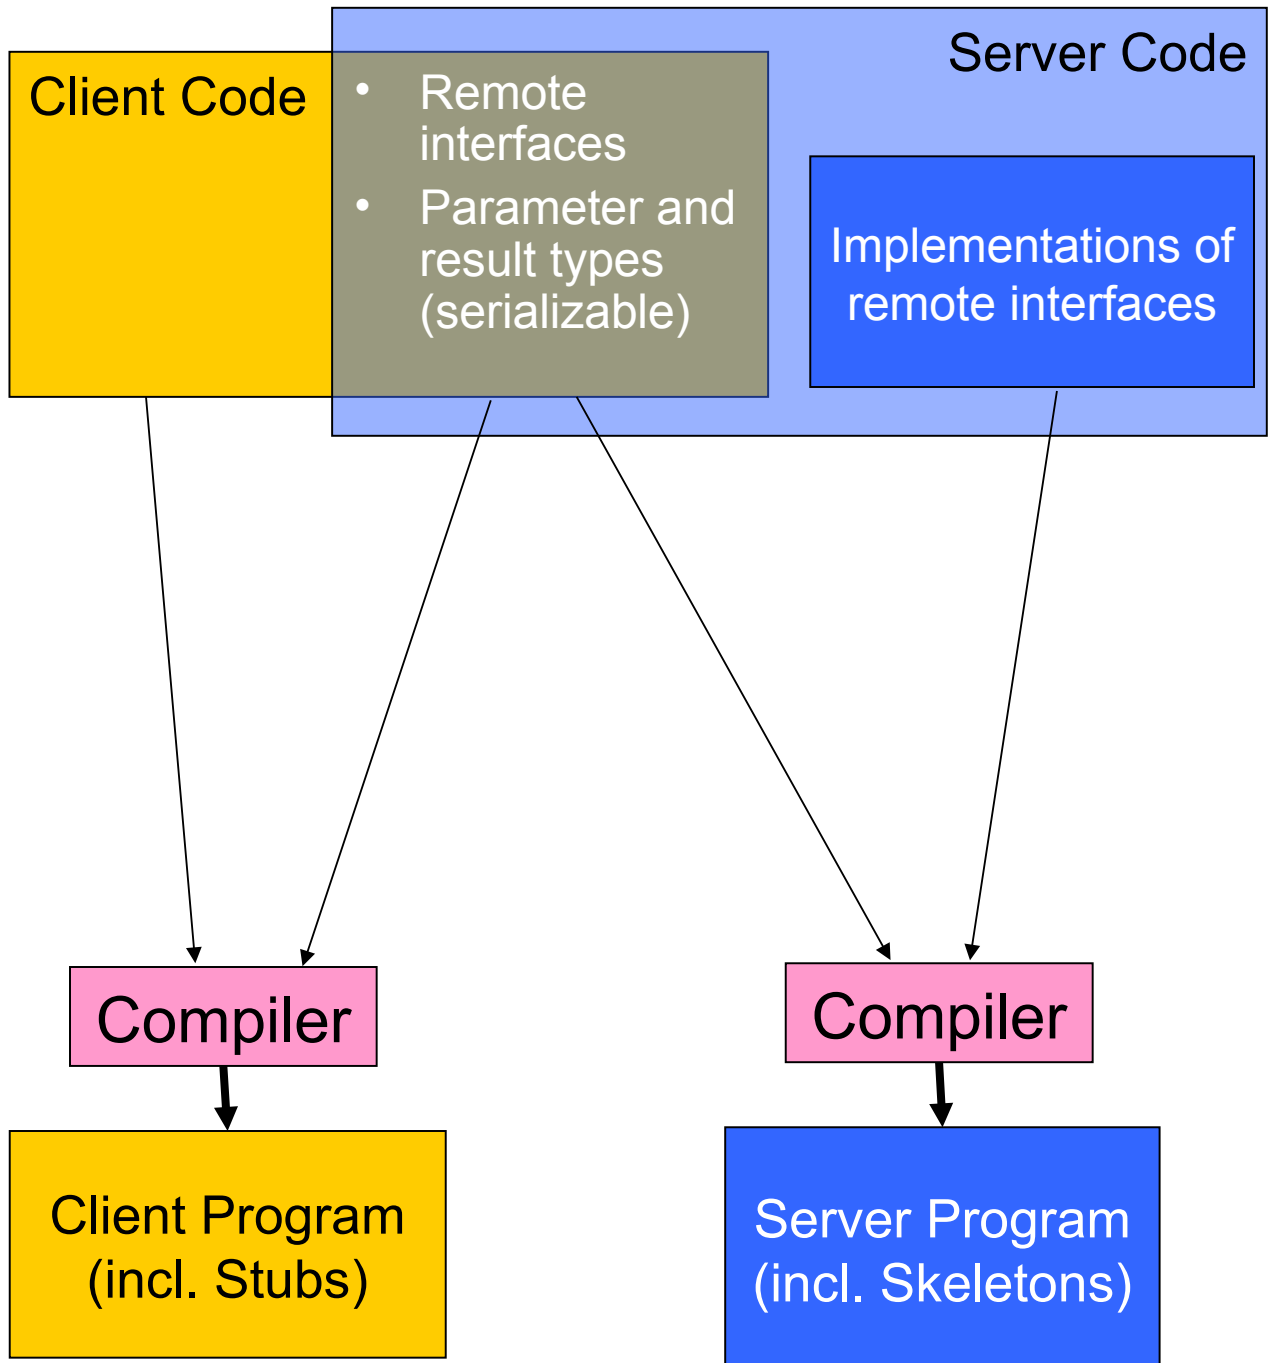 Server Code
Client Code
• Remote
interfaces
• Parameter and
result types
(serializable)
Implementations of
remote interfaces
Compiler
Compiler
Client Program
(incl. Stubs)
Server Program
(incl. Skeletons)